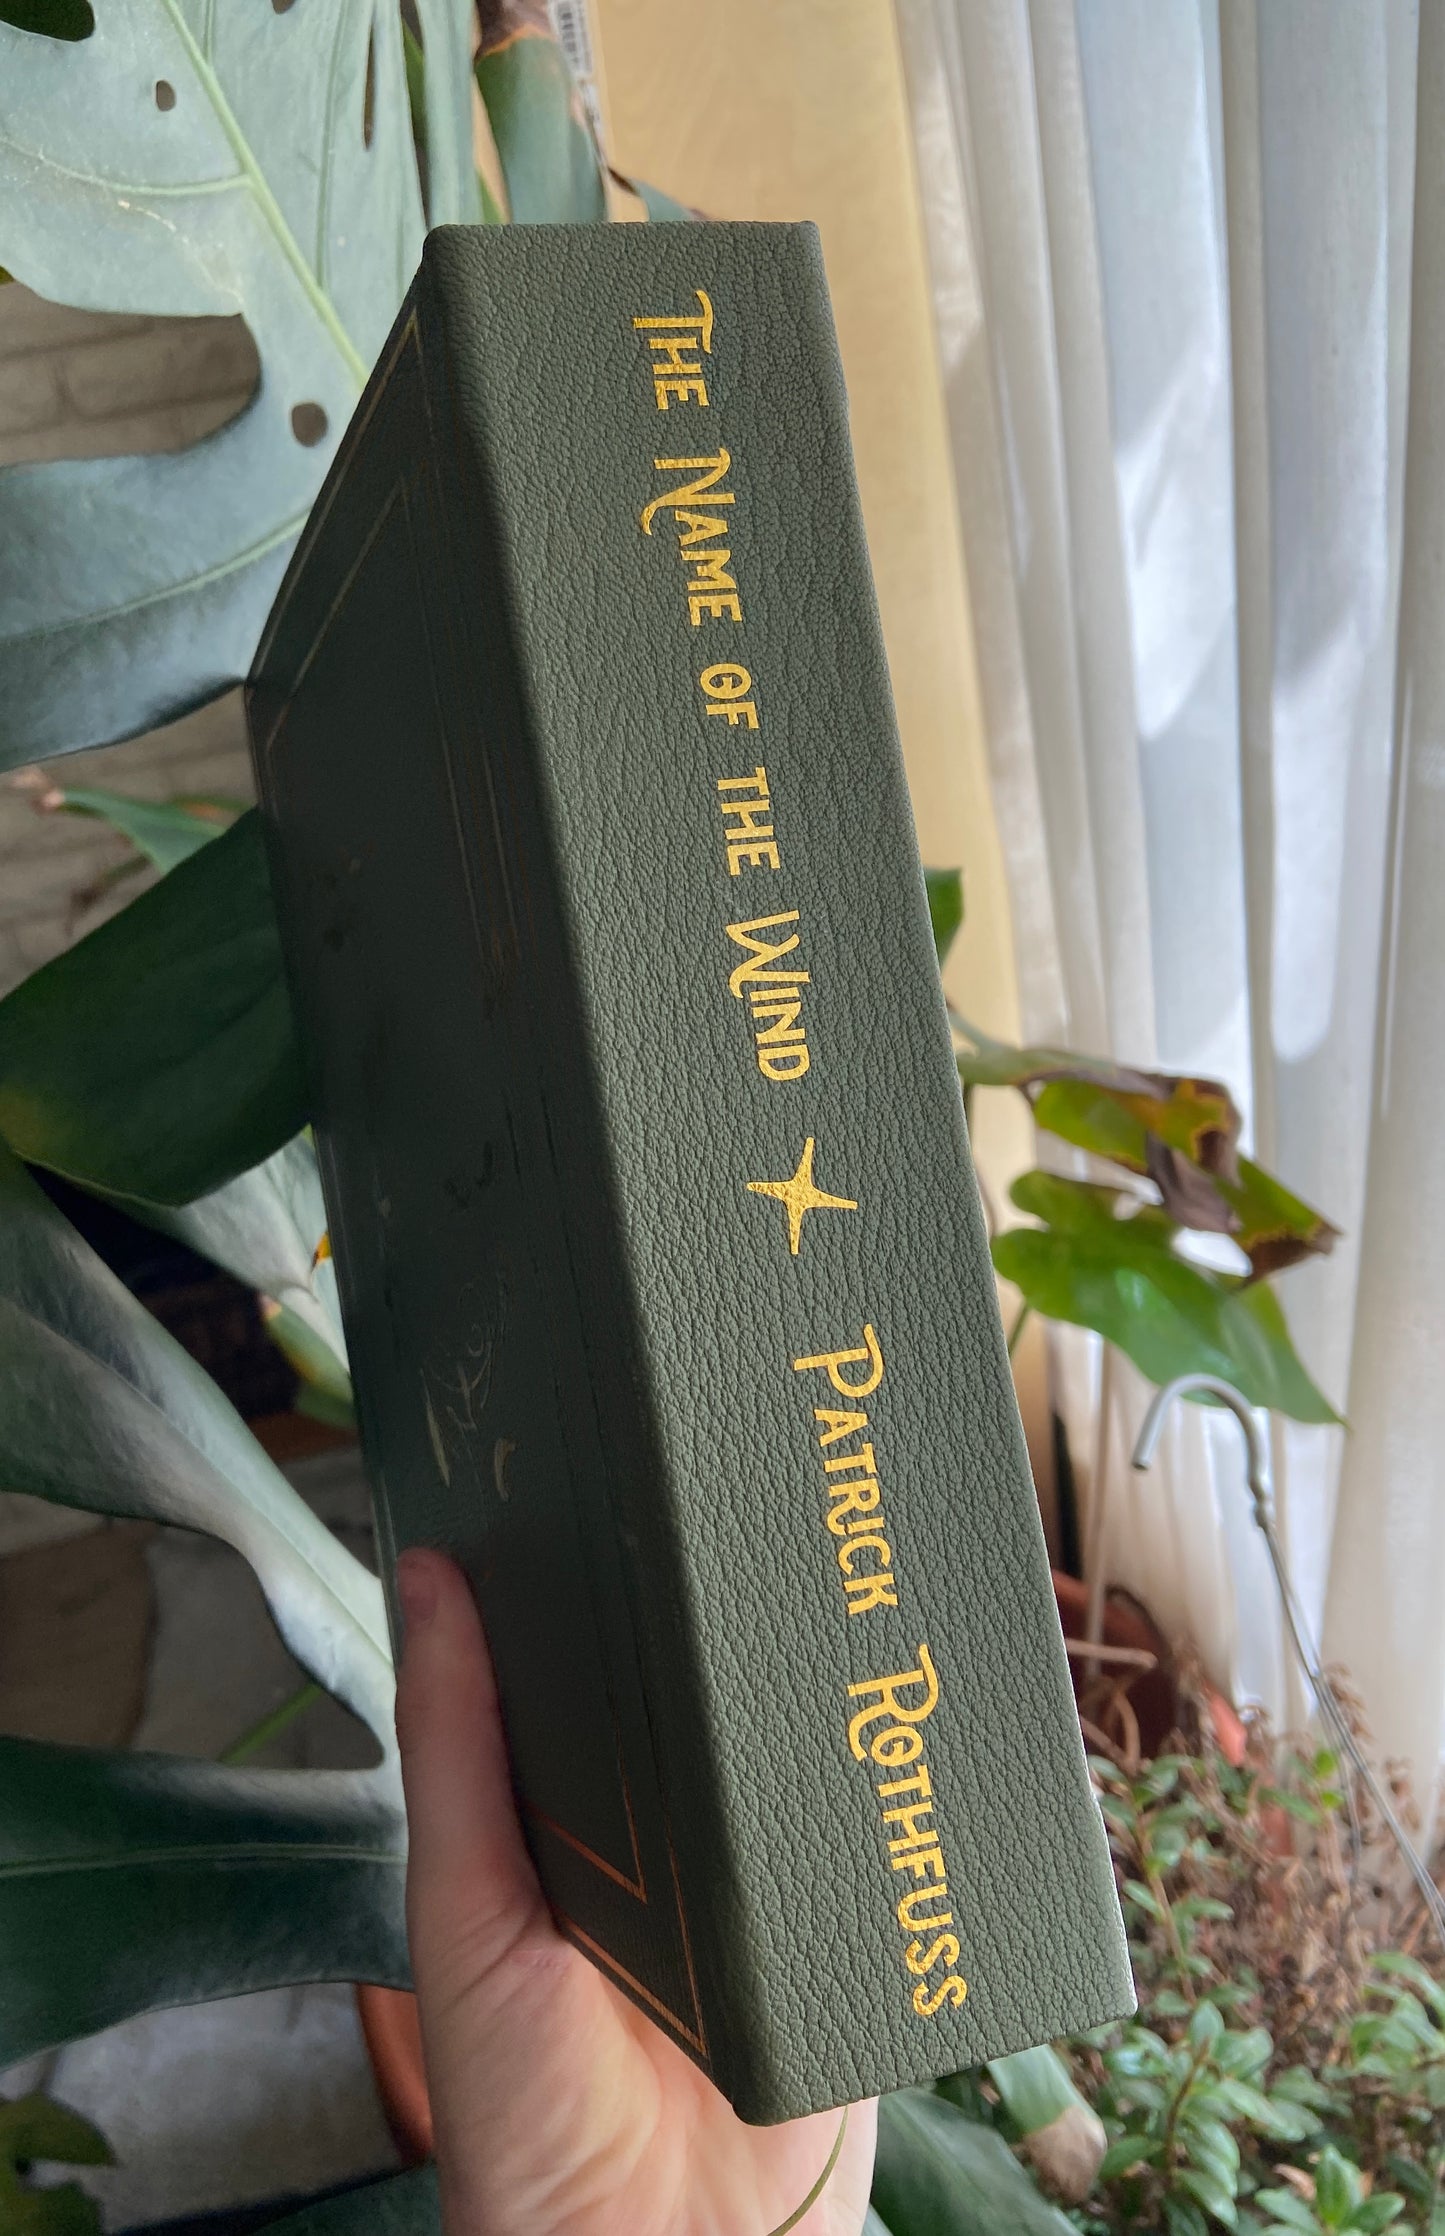 The Name of the Wind Patrick Rothfuss